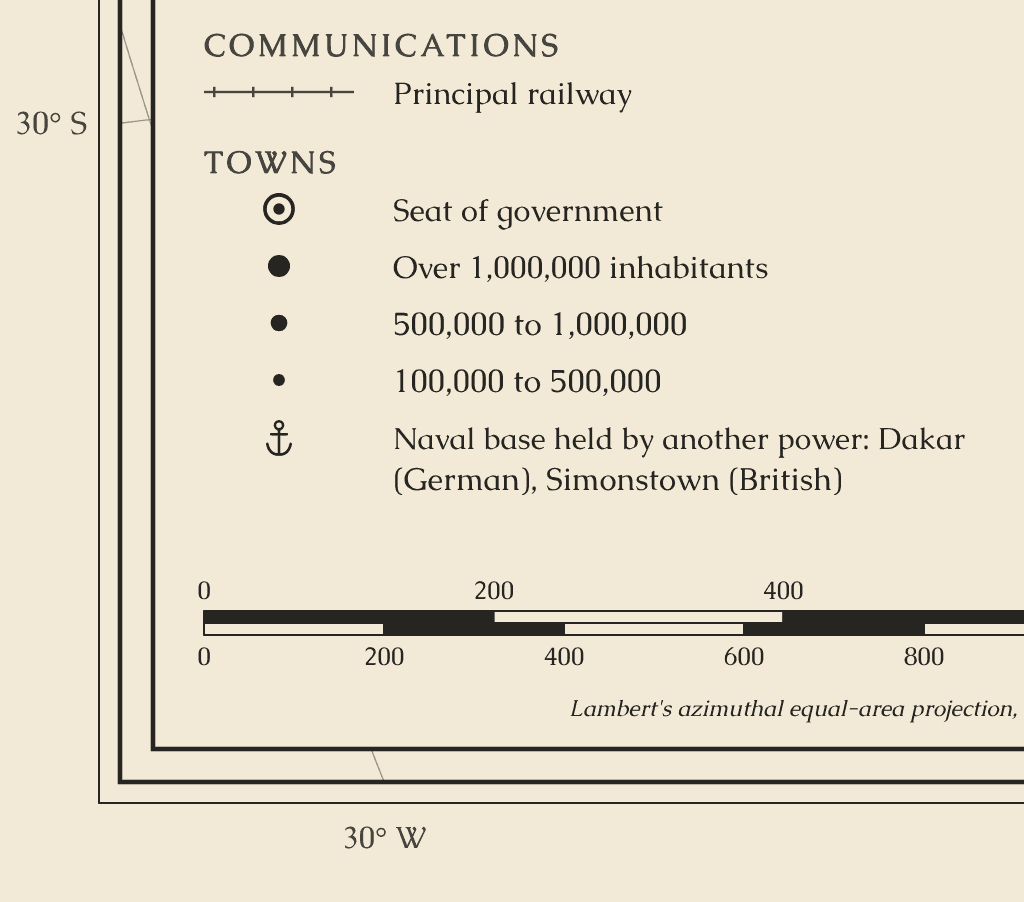 COMMUNICATIONS
Principal railway
30° S
TOWNS
Seat of government
Over 1,000,000 inhabitants
500,000 to 1,000,000
100,000 to 500,000
Naval base held by another power: Dakar
(German), Simonstown (British)
0 200 400
0 200 400 600 800
Lambert's azimuthal equal-area projection,
30° W